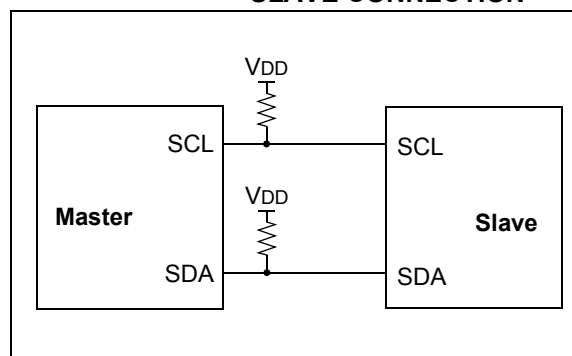 SLAVE CONNECTION
VDD
SCL
SCL
VDD
Master
Slave
SDA
SDA